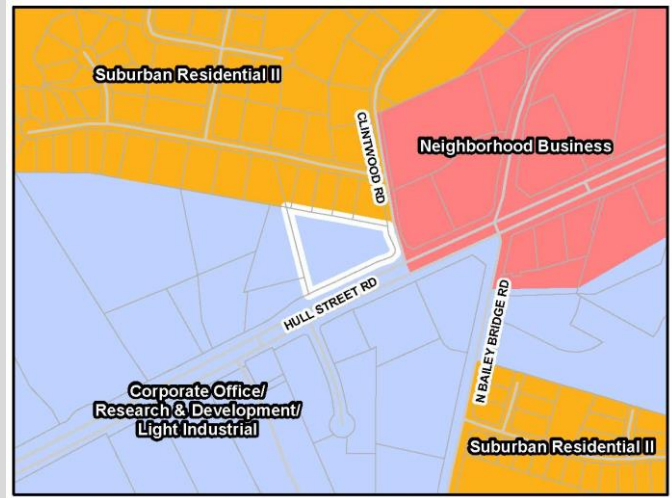 Suburban Residential II
CLINTWOOD RD
Neighborhood Business
HULL STREET RD
N BAILEY BRIDGE RD
Corporate Office/
Research & Development/
Light Industrial
Suburban Residential II